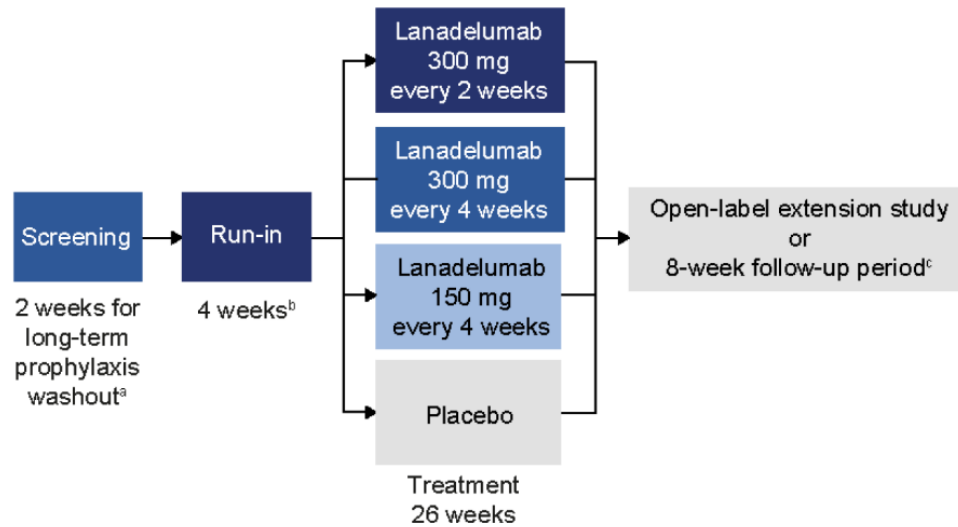 Screening
2 weeks for
long-term
prophylaxis
washoutᵃ
Run-in
4 weeksᵇ
Lanadelumab
300 mg
every 2 weeks
Lanadelumab
300 mg
every 4 weeks
Lanadelumab
150 mg
every 4 weeks
Placebo
Treatment
26 weeks
Open-label extension study
or
8-week follow-up periodᶜ